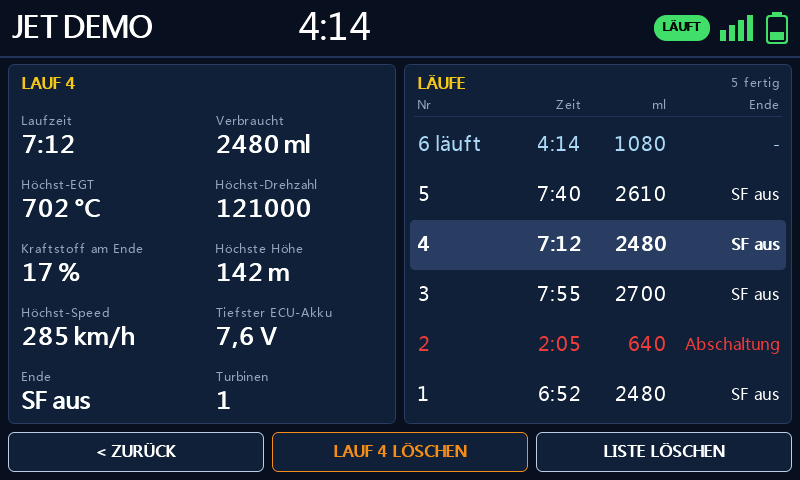 JET DEMO 4:14 LÄUFT
LAUF 4
Laufzeit Verbraucht
7:12 2480 ml
Höchst-EGT Höchst-Drehzahl
702 °C 121000
Kraftstoff am Ende Höchste Höhe
17 % 142 m
Höchst-Speed Tiefster ECU-Akku
285 km/h 7,6 V
Ende Turbinen
SF aus 1
LÄUFE 5 fertig
Nr Zeit ml Ende
6 läuft 4:14 1080 -
5 7:40 2610 SF aus
4 7:12 2480 SF aus
3 7:55 2700 SF aus
2 2:05 640 Abschaltung
1 6:52 2480 SF aus
< ZURÜCK LAUF 4 LÖSCHEN LISTE LÖSCHEN